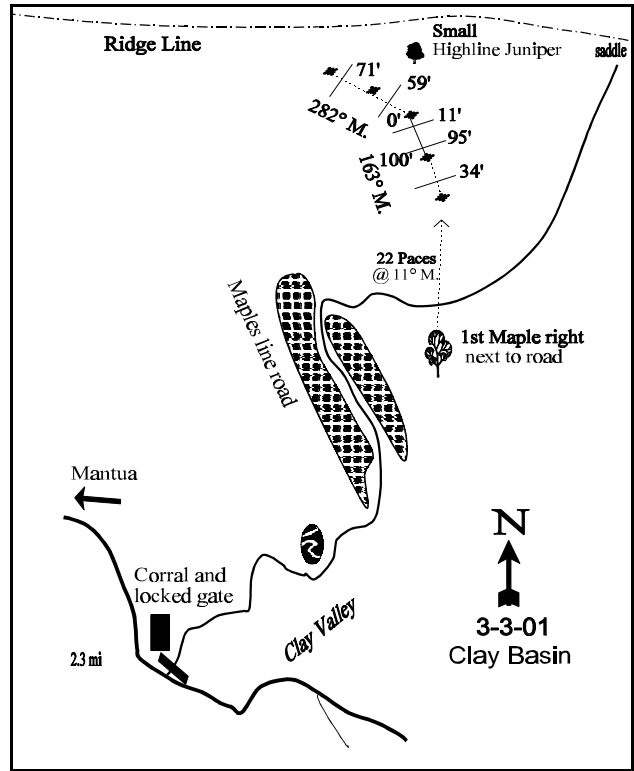 Small
Ridge Line
Highline Juniper
saddle
71'
59'
282° M.
0'
11'
95'
100'
163° M.
34'
22 Paces
@ 11° M.
Maples line road
1st Maple right
next to road
Mantua
N
Corral and
locked gate
3-3-01
Clay Valley
2.3 mi
Clay Basin